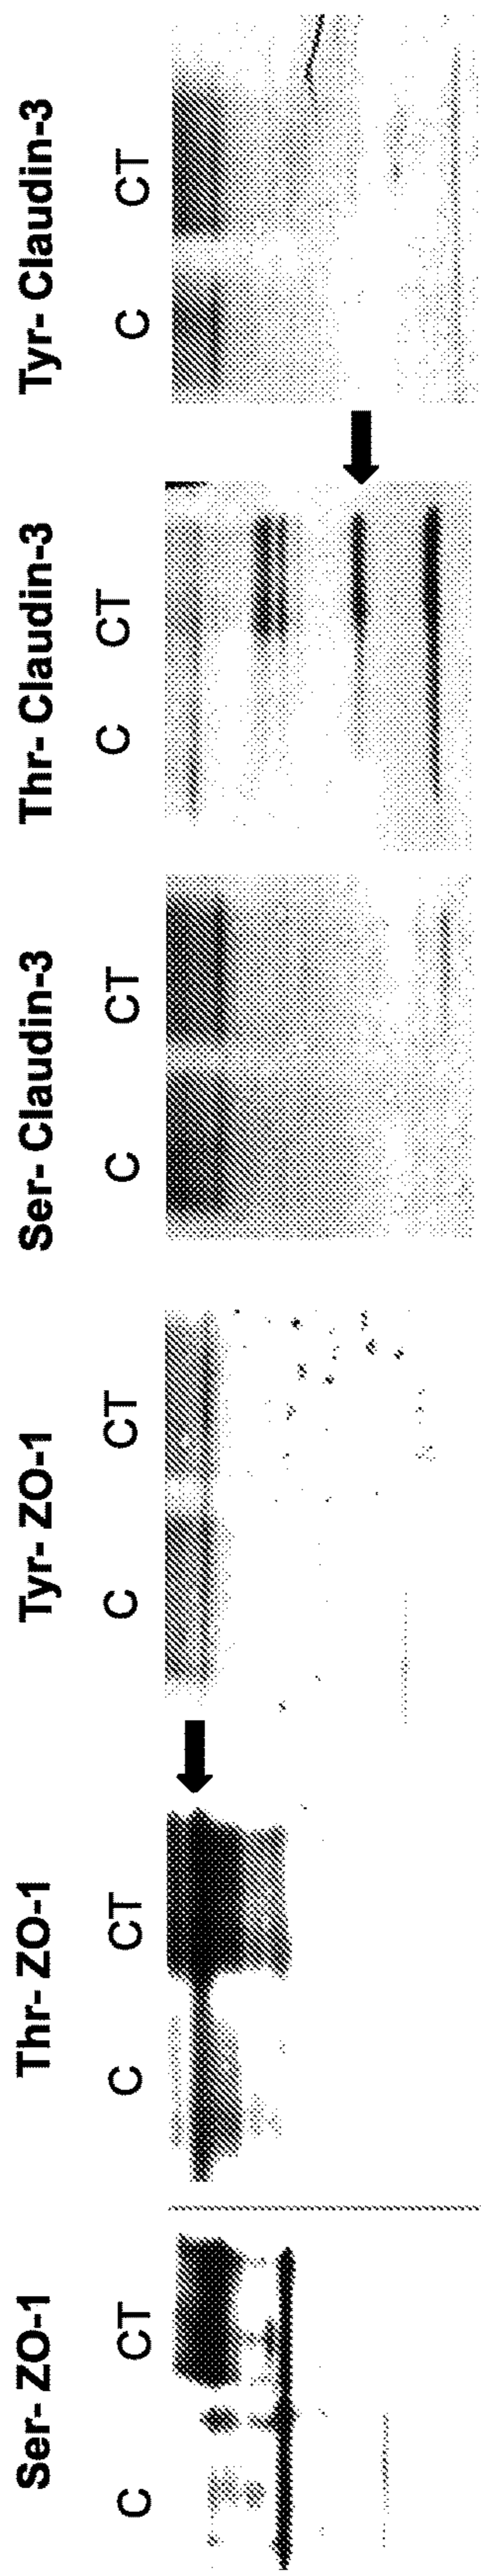 Ser- ZO-1
C CT
Thr- ZO-1
C CT
Tyr- ZO-1
C CT
Ser- Claudin-3
C CT
Thr- Claudin-3
C CT
Tyr- Claudin-3
C CT